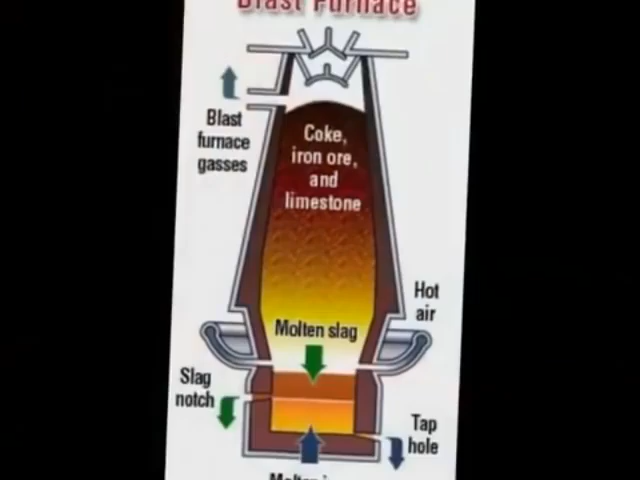 Blast Furnace
Blast
furnace
gasses
Coke,
iron ore,
and
limestone
Hot
air
Molten slag
Slag
notch
Tap
hole